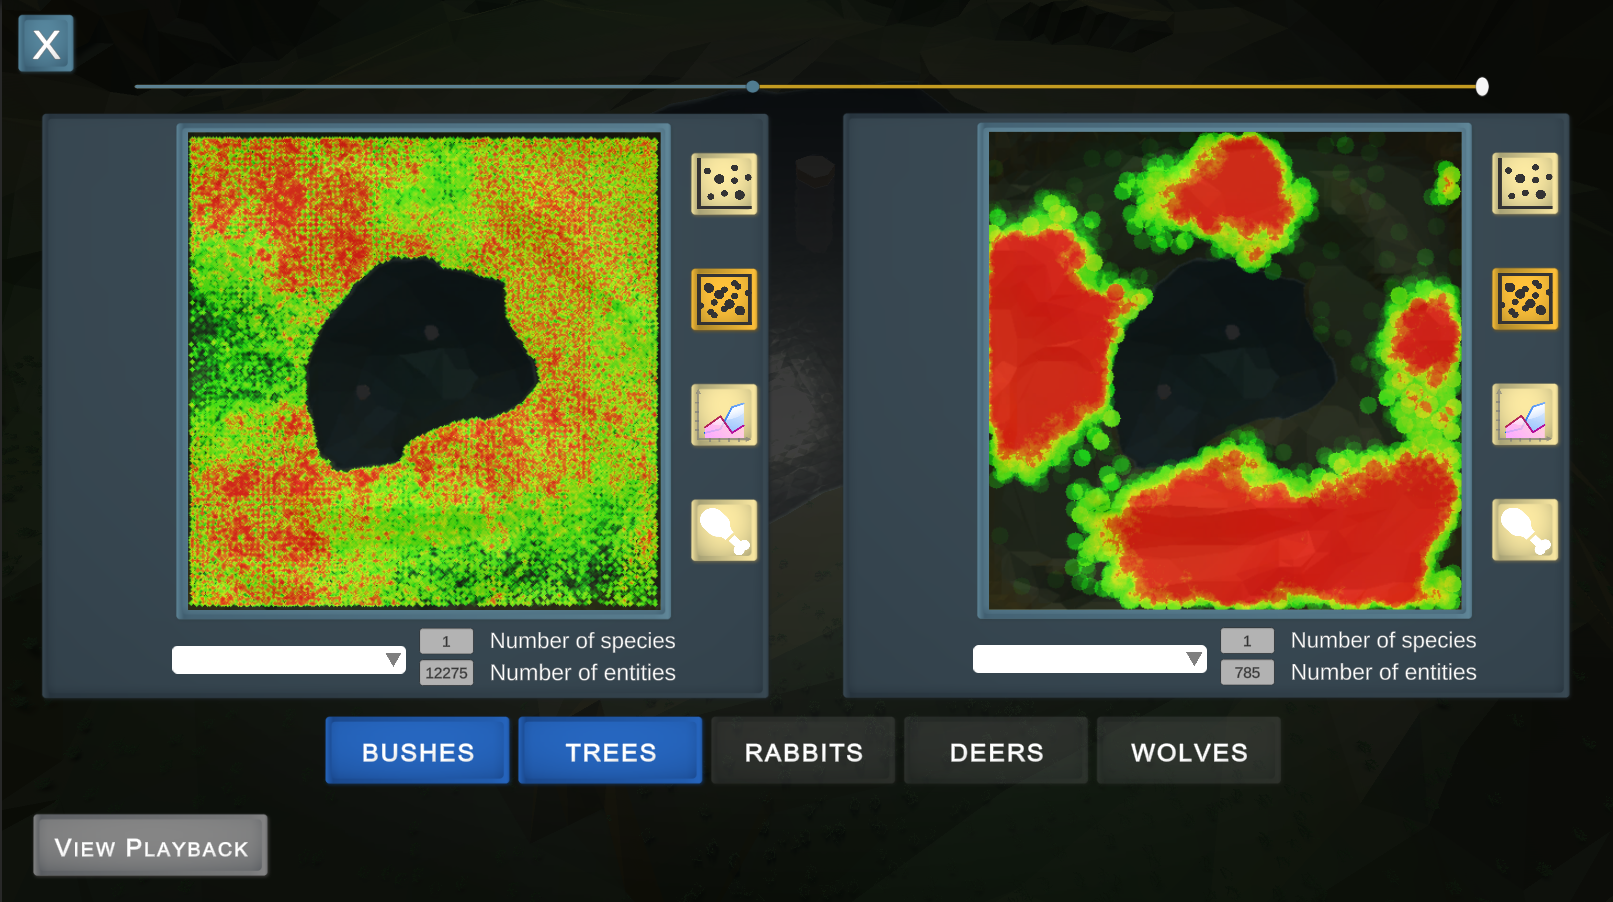 X
1 Number of species
12275 Number of entities
1 Number of species
785 Number of entities
BUSHES TREES RABBITS DEERS WOLVES
VIEW PLAYBACK